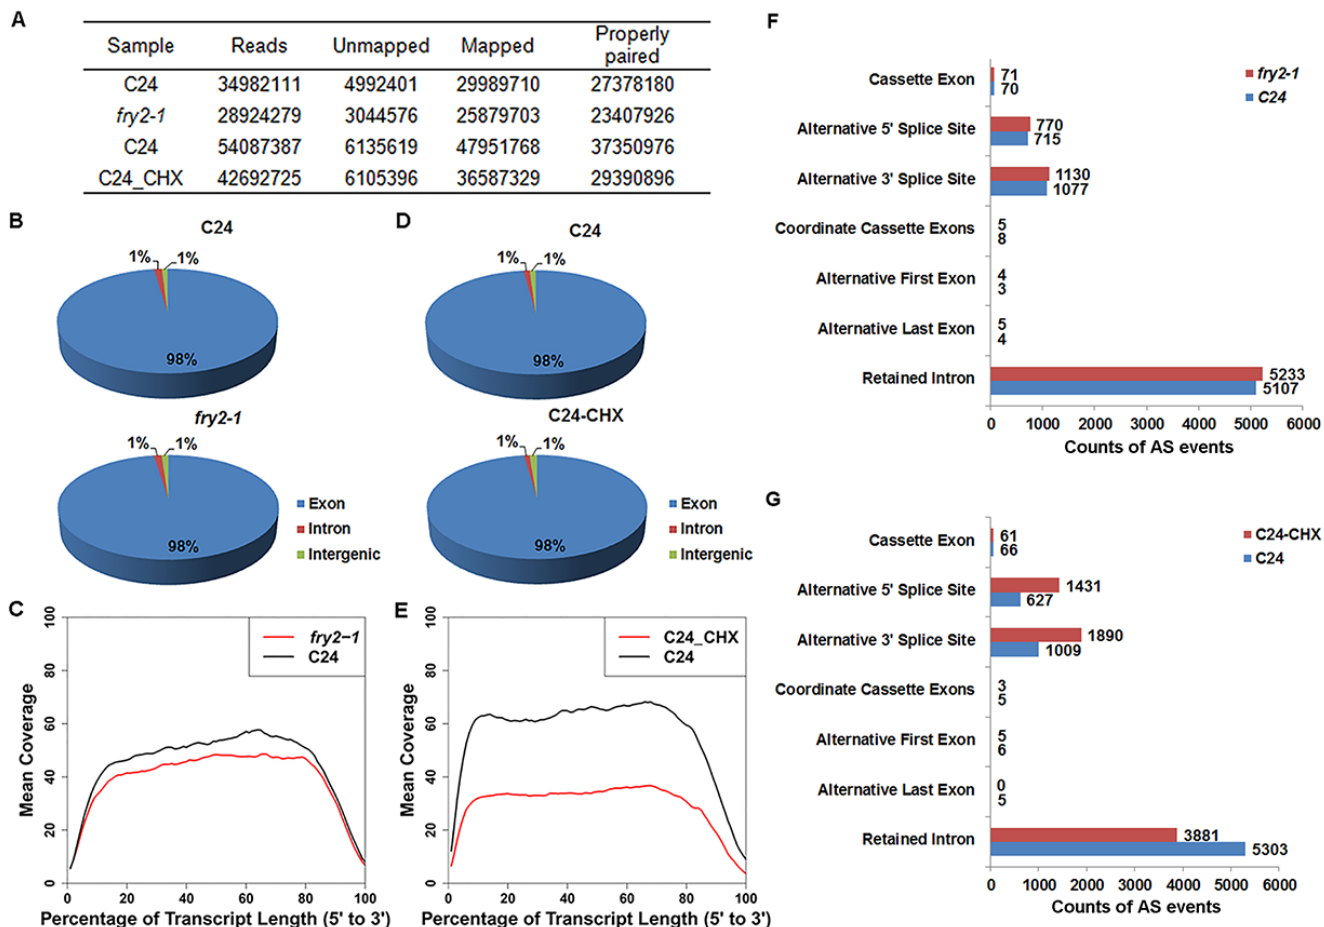 A
Sample Reads Unmapped Mapped Properly paired
C24 34982111 4992401 29989710 27378180
fry2-1 28924279 3044576 25879703 23407926
C24 54087387 6135619 47951768 37350976
C24_CHX 42692725 6105396 36587329 29390896
B
C24
1% 1%
98%
fry2-1
1% 1%
98%
Exon
Intron
Intergenic
D
C24
1% 1%
98%
C24-CHX
1% 1%
98%
Exon
Intron
Intergenic
C
fry2−1
C24
Mean Coverage
0 20 40 60 80 100
0 20 40 60 80 100
Percentage of Transcript Length (5' to 3')
E
C24_CHX
C24
Mean Coverage
0 20 40 60 80 100
0 20 40 60 80 100
Percentage of Transcript Length (5' to 3')
F
fry2-1
C24
Cassette Exon 71 70
Alternative 5' Splice Site 770 715
Alternative 3' Splice Site 1130 1077
Coordinate Cassette Exons 5 8
Alternative First Exon 4 3
Alternative Last Exon 5 4
Retained Intron 5233 5107
0 1000 2000 3000 4000 5000 6000
Counts of AS events
G
C24-CHX
C24
Cassette Exon 61 66
Alternative 5' Splice Site 1431 627
Alternative 3' Splice Site 1890 1009
Coordinate Cassette Exons 3 5
Alternative First Exon 5 6
Alternative Last Exon 0 5
Retained Intron 3881 5303
0 1000 2000 3000 4000 5000 6000
Counts of AS events